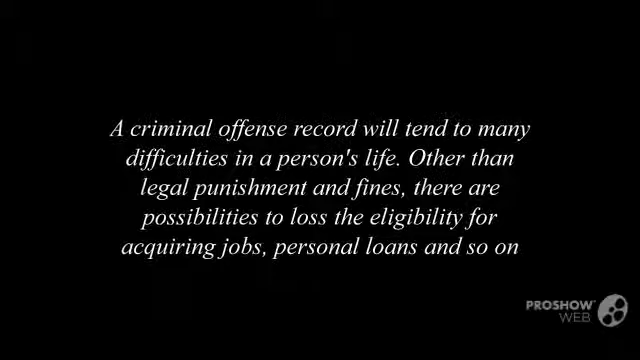 A criminal offense record will tend to many
difficulties in a person's life. Other than
legal punishment and fines, there are
possibilities to loss the eligibility for
acquiring jobs, personal loans and so on
PROSHOW™
WEB